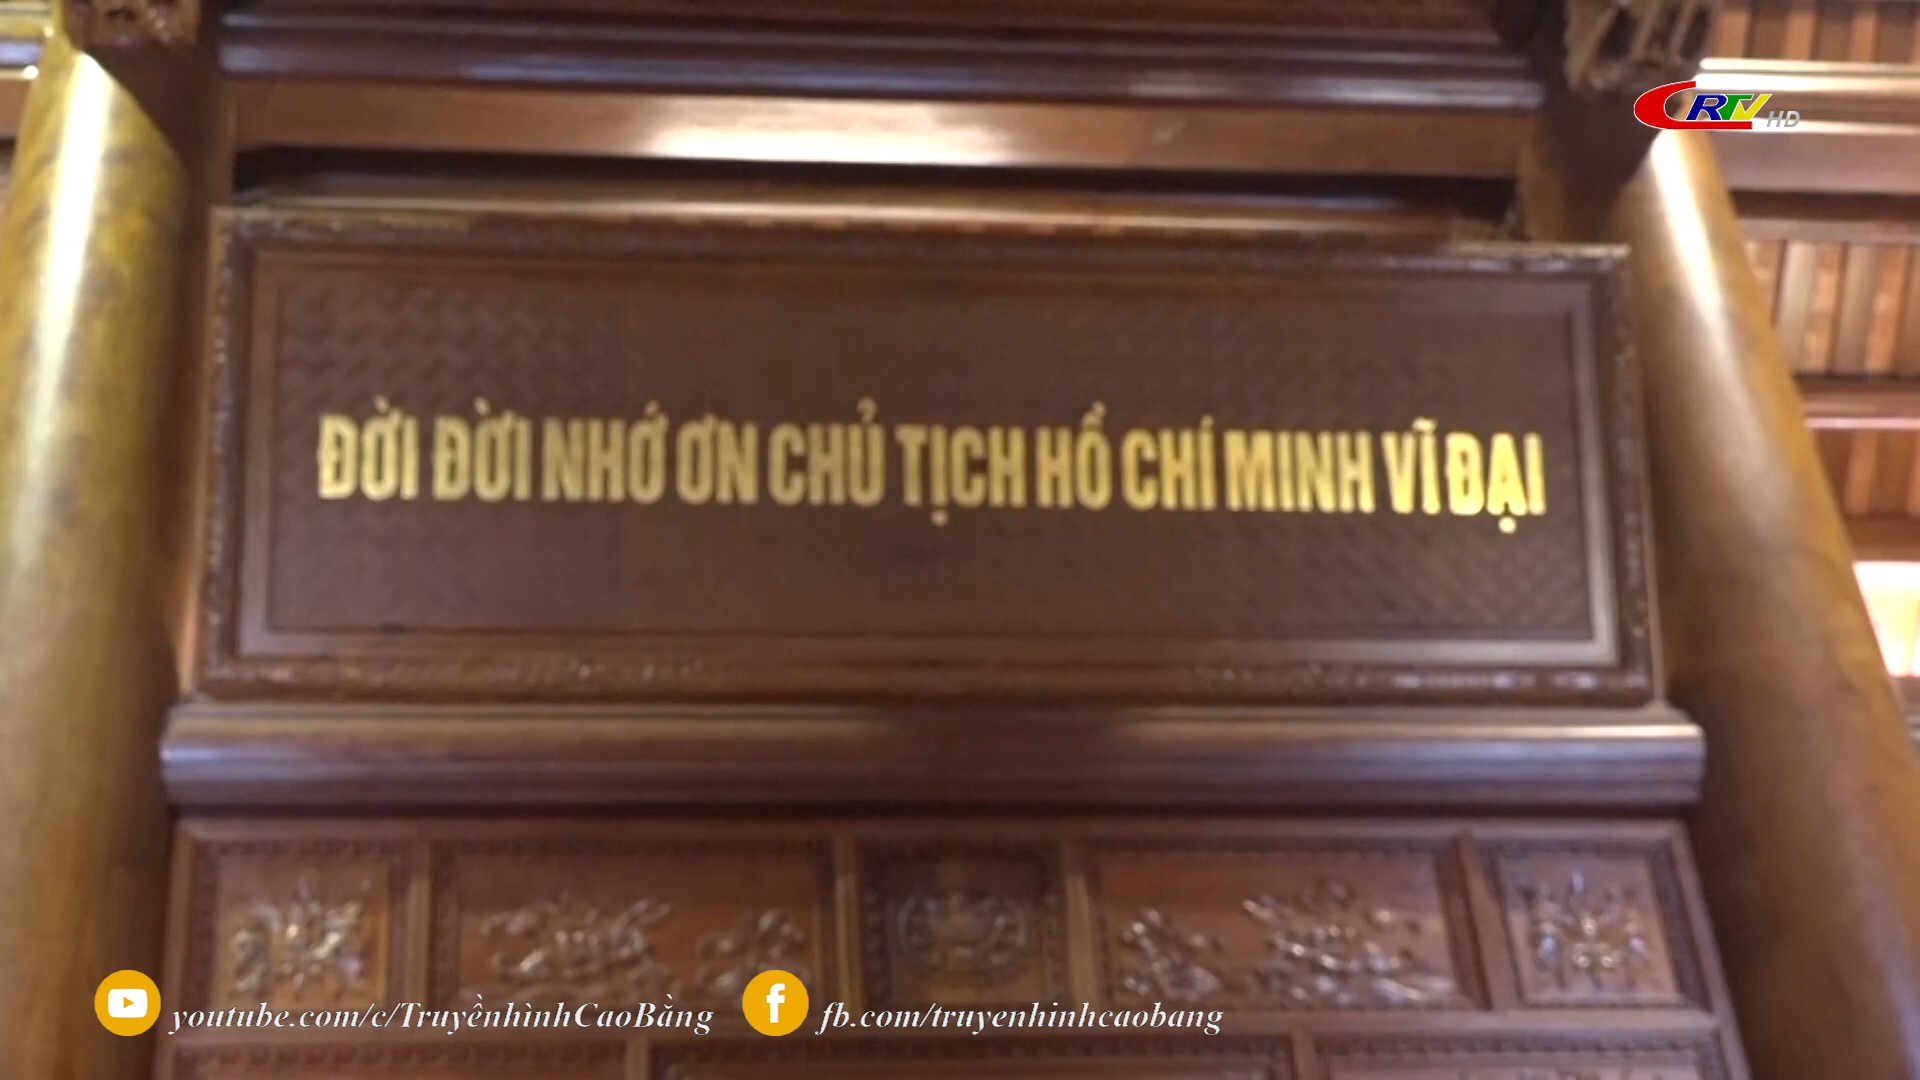 CRTV HD
ĐỜI ĐỜI NHỚ ƠN CHỦ TỊCH HỒ CHÍ MINH VĨ ĐẠI
youtube.com/c/TruyềnhìnhCaoBằng fb.com/truyenhinhcaobang